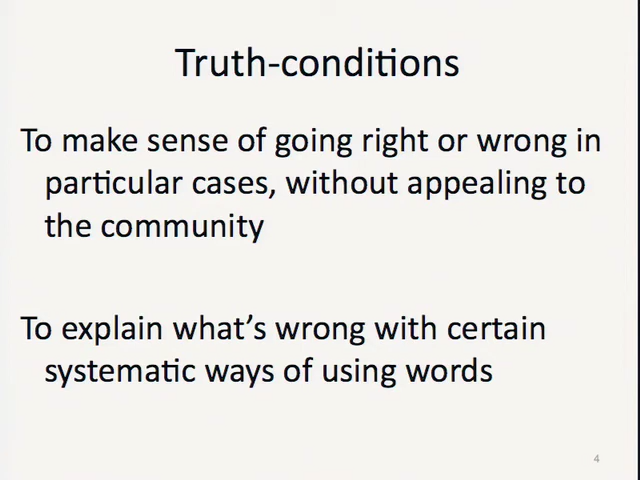 Truth-conditions
To make sense of going right or wrong in
particular cases, without appealing to
the community
To explain what's wrong with certain
systematic ways of using words
4